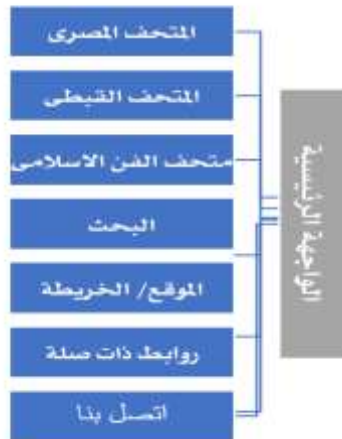 الواجهة الرئيسية
المتحف المصرى
المتحف القبطى
متحف الفن الاسلامى
البحث
الموقع/ الخريطة
روابط ذات صلة
اتصل بنا